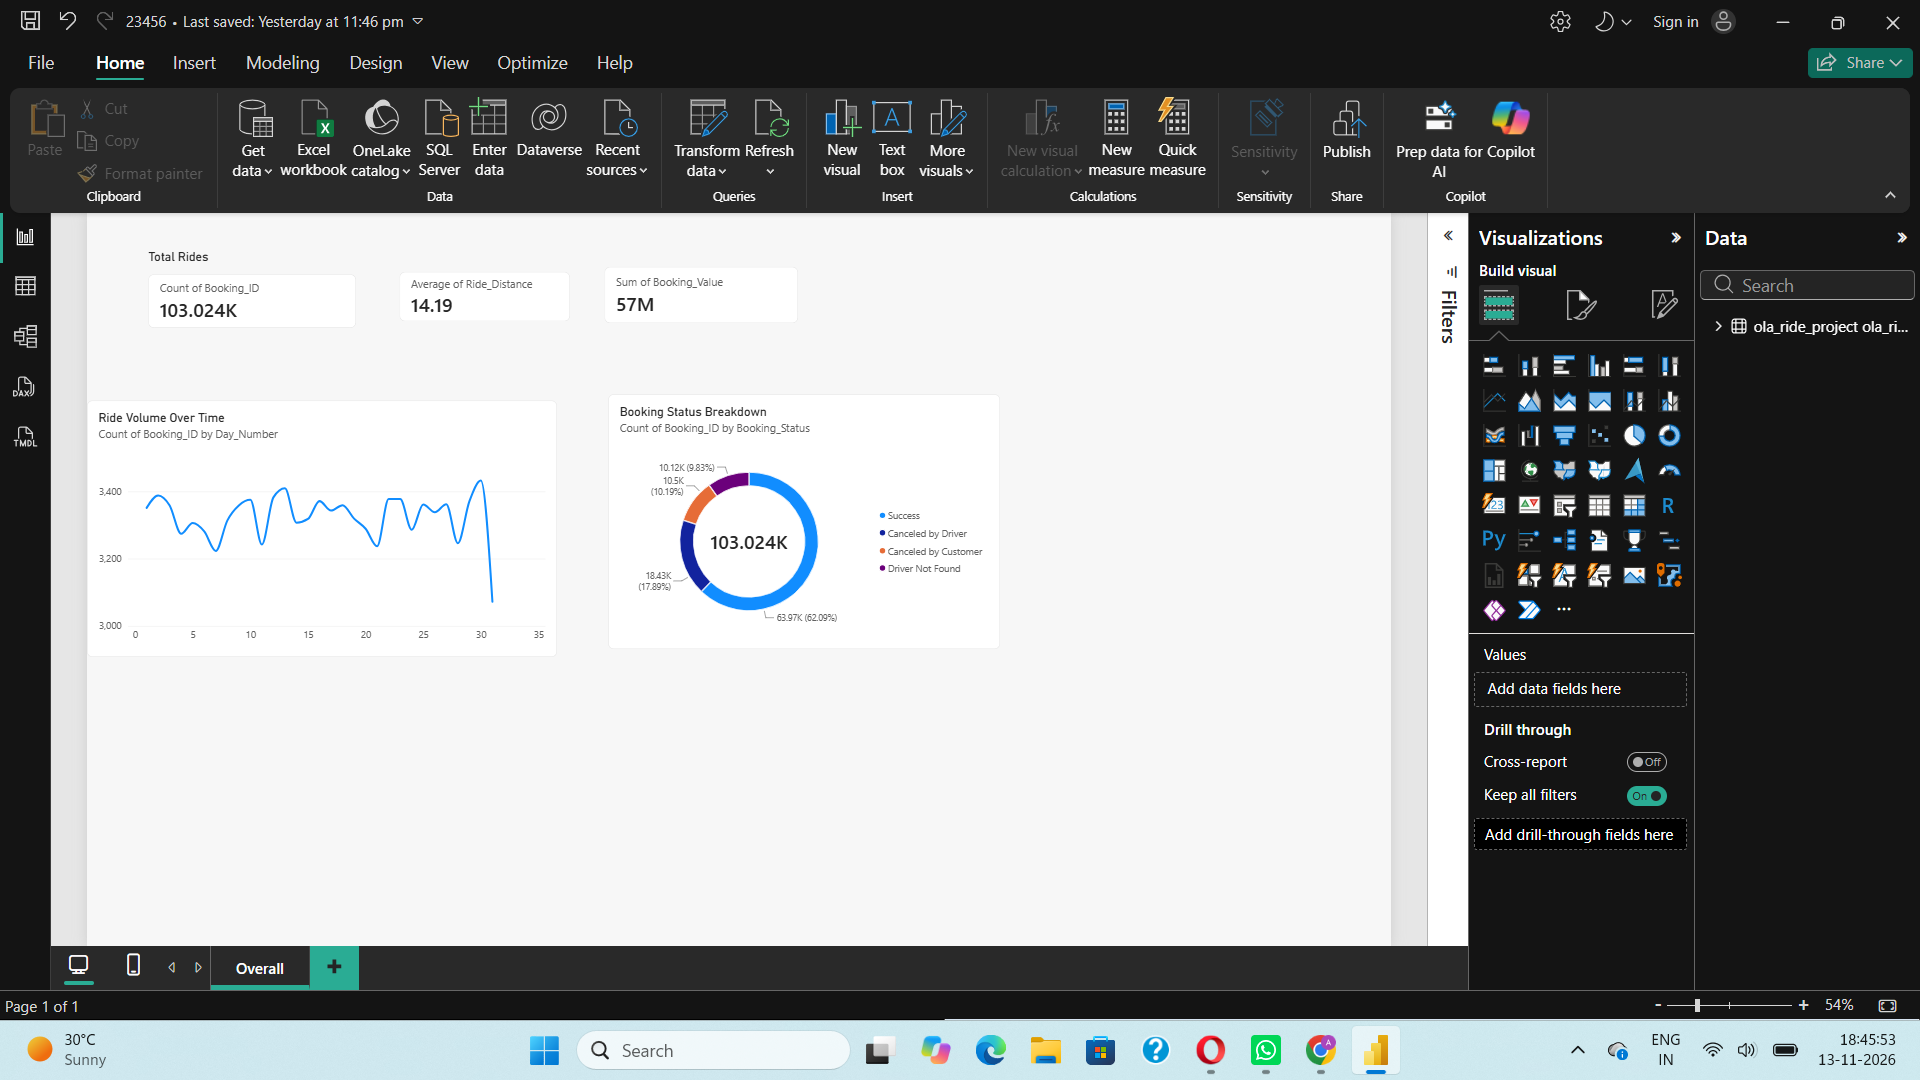 23456 • Last saved: Yesterday at 11:46 pm
Sign in
File Home Insert Modeling Design View Optimize Help
Share
Paste
Cut
Copy
Format painter
Clipboard
Get data
Excel workbook
OneLake catalog
SQL Server
Enter data
Dataverse
Recent sources
Data
Transform data
Refresh
Queries
New visual
Text box
More visuals
Insert
New visual calculation
New measure
Quick measure
Calculations
Sensitivity
Sensitivity
Publish
Share
Prep data for AI
Copilot
Copilot
DAX
TMDL
Total Rides
Count of Booking_ID
103.024K
Average of Ride_Distance
14.19
Sum of Booking_Value
57M
Ride Volume Over Time
Count of Booking_ID by Day_Number
3,400
3,200
3,000
0 5 10 15 20 25 30 35
Booking Status Breakdown
Count of Booking_ID by Booking_Status
10.12K (9.83%)
10.5K
(10.19%)
103.024K
18.43K
(17.89%)
63.97K (62.09%)
Success
Canceled by Driver
Canceled by Customer
Driver Not Found
Filters
Visualizations
Build visual
123
R
Py
Values
Add data fields here
Drill through
Cross-report
Off
Keep all filters
On
Add drill-through fields here
Data
Search
ola_ride_project ola_ri...
Overall
Page 1 of 1
- + 54%
30°C
Sunny
Search
A
ENG
IN
18:45:53
13-11-2026